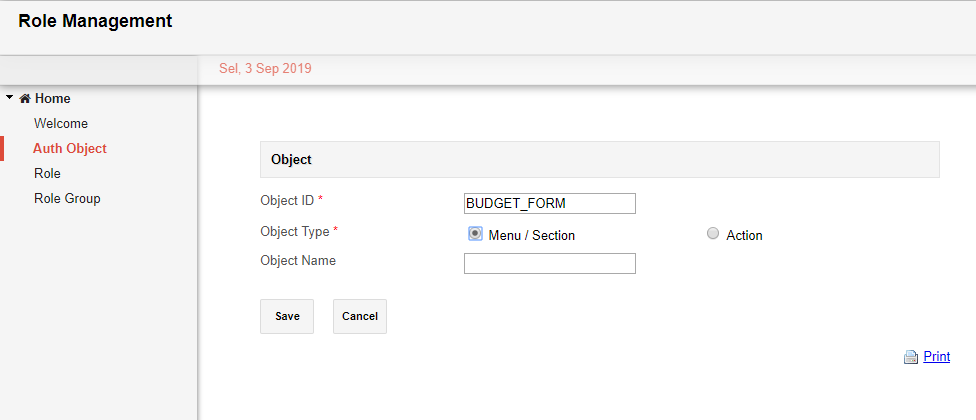 Role Management
Sel, 3 Sep 2019
Home
Welcome
Auth Object
Role
Role Group
Object
Object ID *
BUDGET_FORM
Object Type *
Menu / Section
Action
Object Name
Save
Cancel
Print